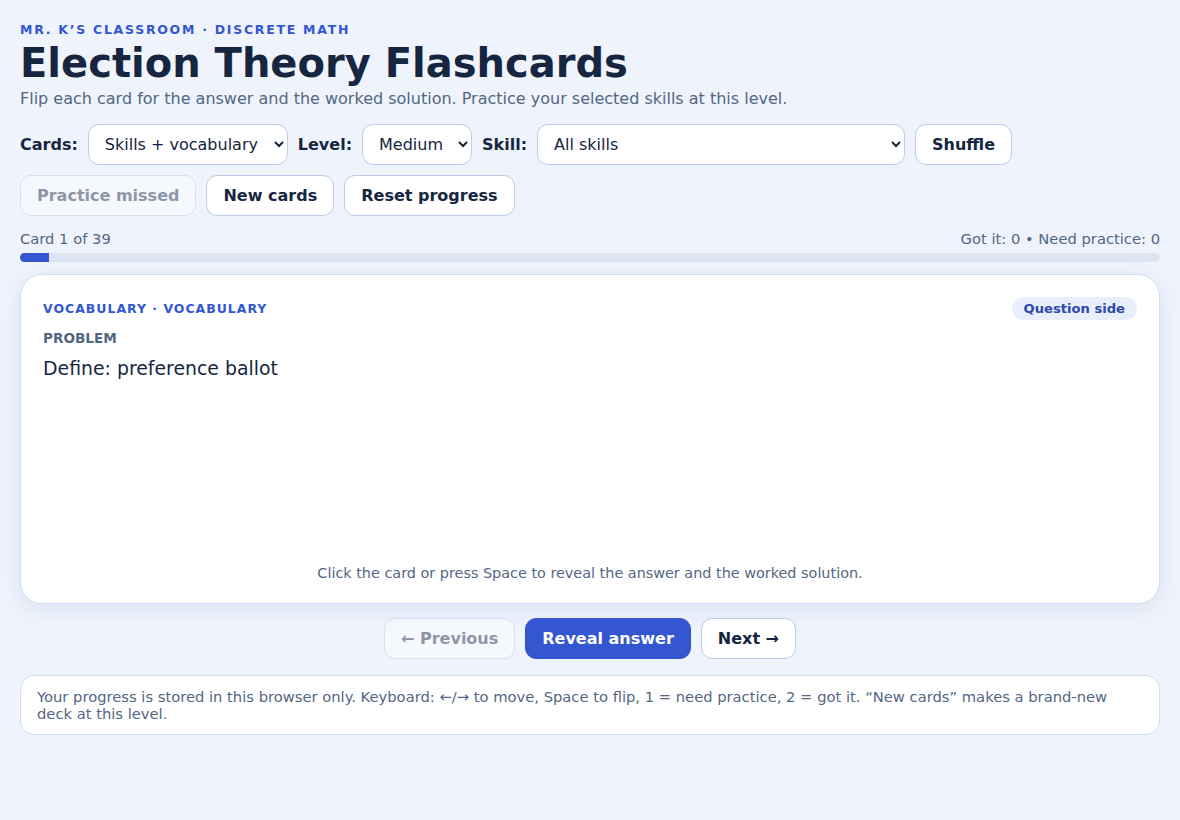 MR. K’S CLASSROOM · DISCRETE MATH
Election Theory Flashcards
Flip each card for the answer and the worked solution. Practice your selected skills at this level.
Cards: Skills + vocabulary Level: Medium Skill: All skills Shuffle
Practice missed New cards Reset progress
Card 1 of 39 Got it: 0 • Need practice: 0
VOCABULARY · VOCABULARY Question side
PROBLEM
Define: preference ballot
Click the card or press Space to reveal the answer and the worked solution.
← Previous Reveal answer Next →
Your progress is stored in this browser only. Keyboard: ←/→ to move, Space to flip, 1 = need practice, 2 = got it. “New cards” makes a brand-new
deck at this level.